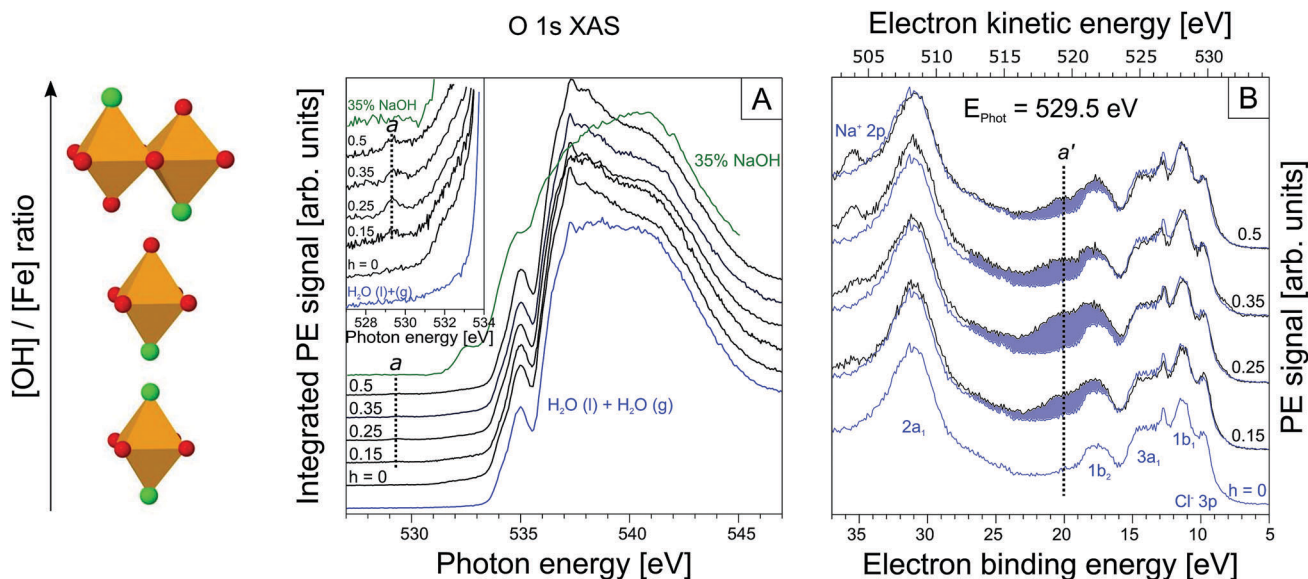 O 1s XAS
[OH] / [Fe] ratio
Integrated PE signal [arb. units]
A
35% NaOH
a
0.5
0.35
0.25
0.15
h = 0
H₂O (l)+(g)
528 530 532 534
Photon energy [eV]
35% NaOH
a
0.5
0.35
0.25
0.15
h = 0
H₂O (l) + H₂O (g)
530 535 540 545
Photon energy [eV]
Electron kinetic energy [eV]
505 510 515 520 525 530
B
E_Phot = 529.5 eV
Na⁺ 2p
a'
0.5
0.35
0.25
0.15
2a₁
1b₂
3a₁
1b₁
h = 0
Cl⁻ 3p
35 30 25 20 15 10 5
Electron binding energy [eV]
PE signal [arb. units]